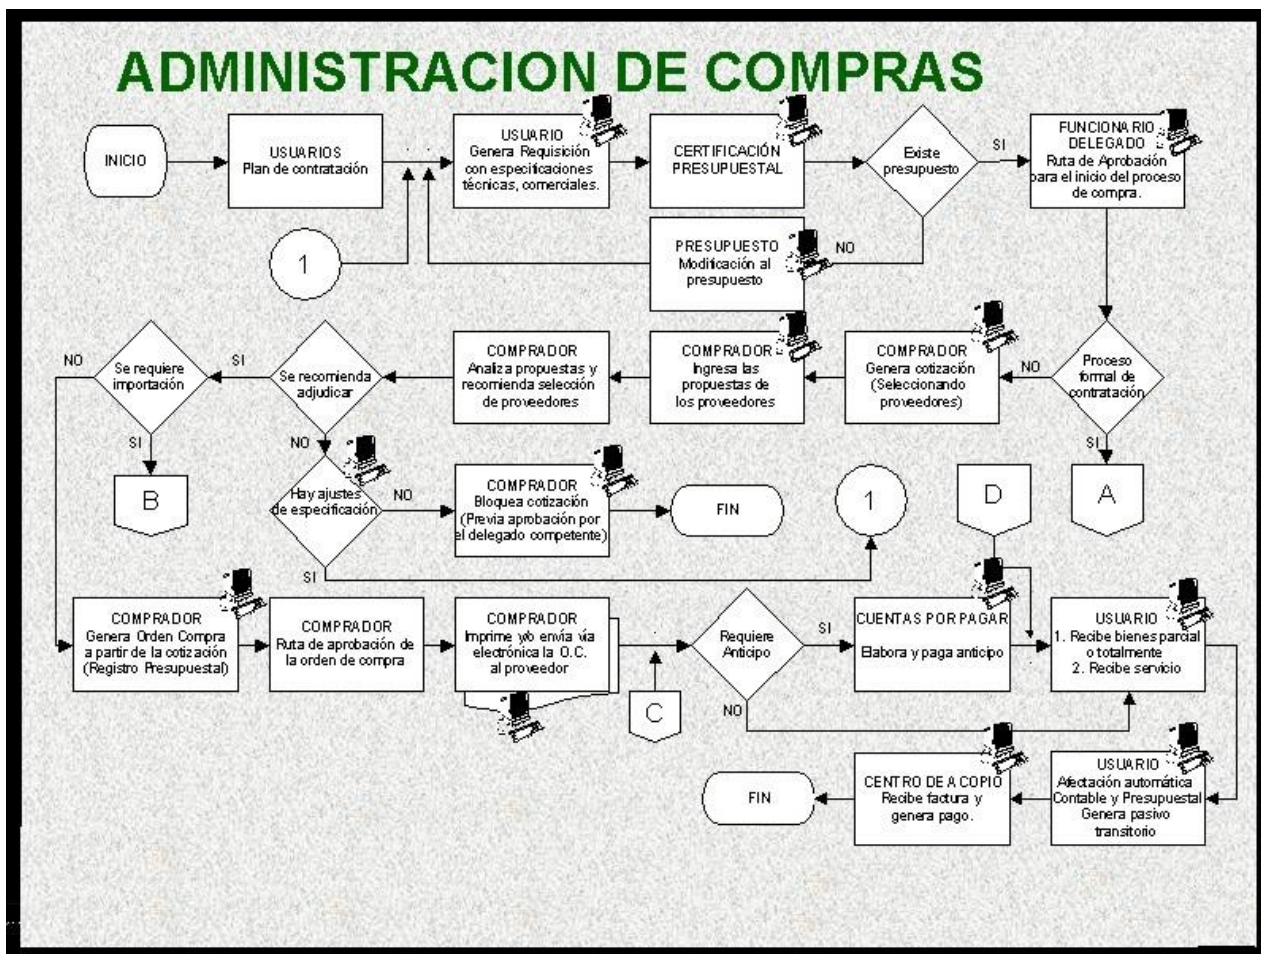 ADMINISTRACION DE COMPRAS
INICIO
USUARIOS
Plan de contratación
USUARIO
Genera Requisición
con especificaciones
técnicas, comerciales.
CERTIFICACIÓN
PRESUPUESTAL
Existe
presupuesto
SI
FUNCIONARIO
DELEGADO
Ruta de Aprobación
para el inicio del proceso
de compra.
1
PRESUPUESTO
Modificación al
presupuesto
NO
NO
Se requiere
importación
SI
Se recomienda
adjudicar
COMPRADOR
Analiza propuestas y
recomienda selección
de proveedores
COMPRADOR
Ingresa las
propuestas de
los proveedores
COMPRADOR
Genera cotización
(Seleccionando
proveedores)
NO
Proceso
formal de
contratación
SI
NO
SI
B
Hay ajustes
de especificación
NO
COMPRADOR
Bloquea cotización
(Previa aprobación por
el delegado competente)
FIN
1
D
A
SI
COMPRADOR
Genera Orden Compra
a partir de la cotización
(Registro Presupuestal)
COMPRADOR
Ruta de aprobación de
la orden de compra
COMPRADOR
Imprime y/o envía vía
electrónica la O.C.
al proveedor
C
Requiere
Anticipo
SI
CUENTAS POR PAGAR
Elabora y paga anticipo
USUARIO
1. Recibe bienes parcial
o totalmente
2. Recibe servicio
NO
FIN
CENTRO DE ACOPIO
Recibe factura y
genera pago.
USUARIO
Afectación automática
Contable y Presupuestal
Genera pasivo
transitorio